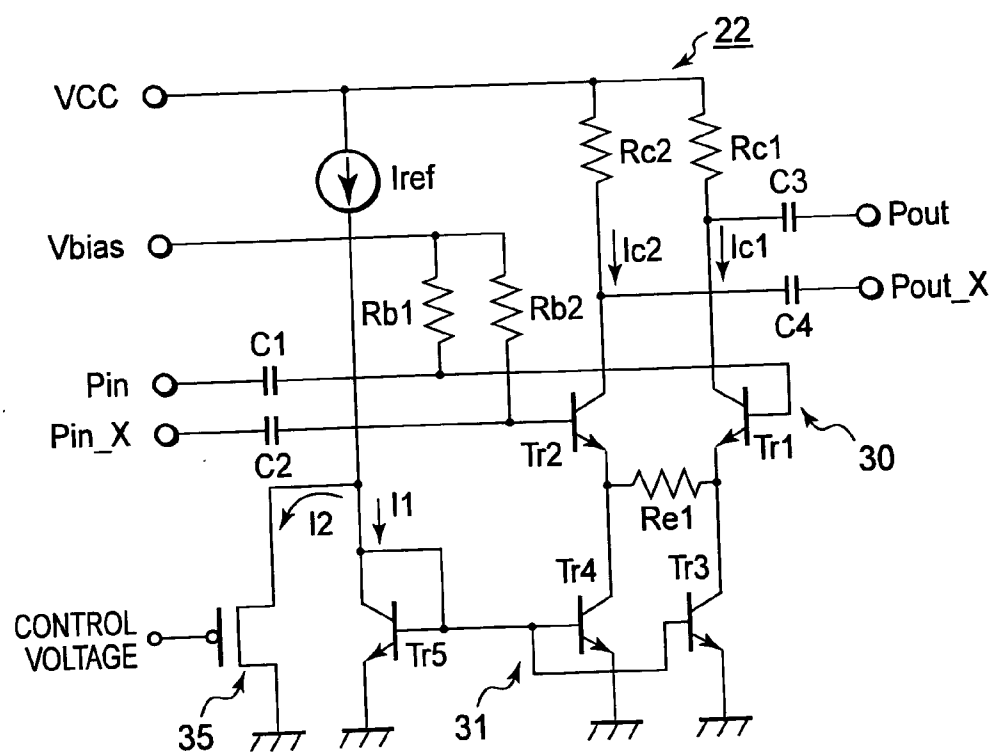 22
VCC
Rc2
Rc1
Iref
C3
Pout
Vbias
Ic2
Ic1
Rb1
Rb2
Pout_X
C4
C1
Pin
Pin_X
C2
Tr2
Tr1
30
I2
I1
Re1
Tr4
Tr3
CONTROL
VOLTAGE
Tr5
35
31